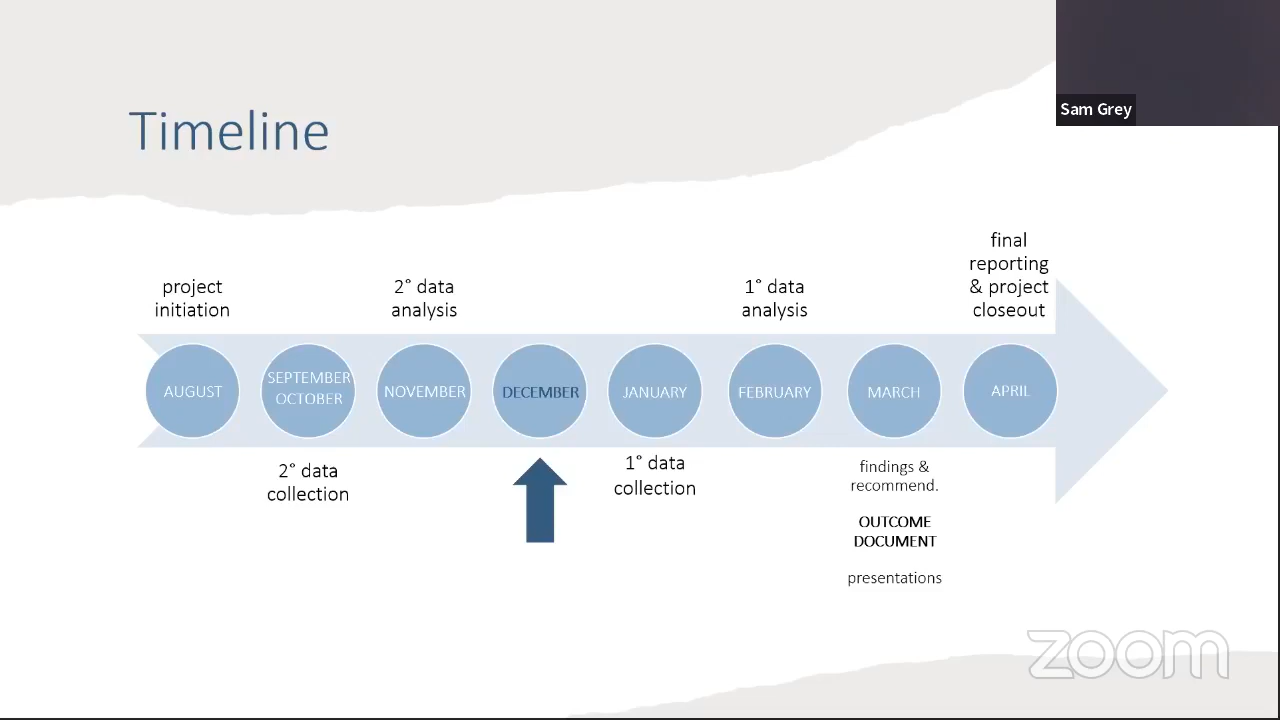 Timeline
Sam Grey
project
initiation
2° data
analysis
1° data
analysis
final
reporting
& project
closeout
AUGUST
SEPTEMBER
OCTOBER
NOVEMBER
DECEMBER
JANUARY
FEBRUARY
MARCH
APRIL
2° data
collection
1° data
collection
findings &
recommend.
OUTCOME
DOCUMENT
presentations
zoom